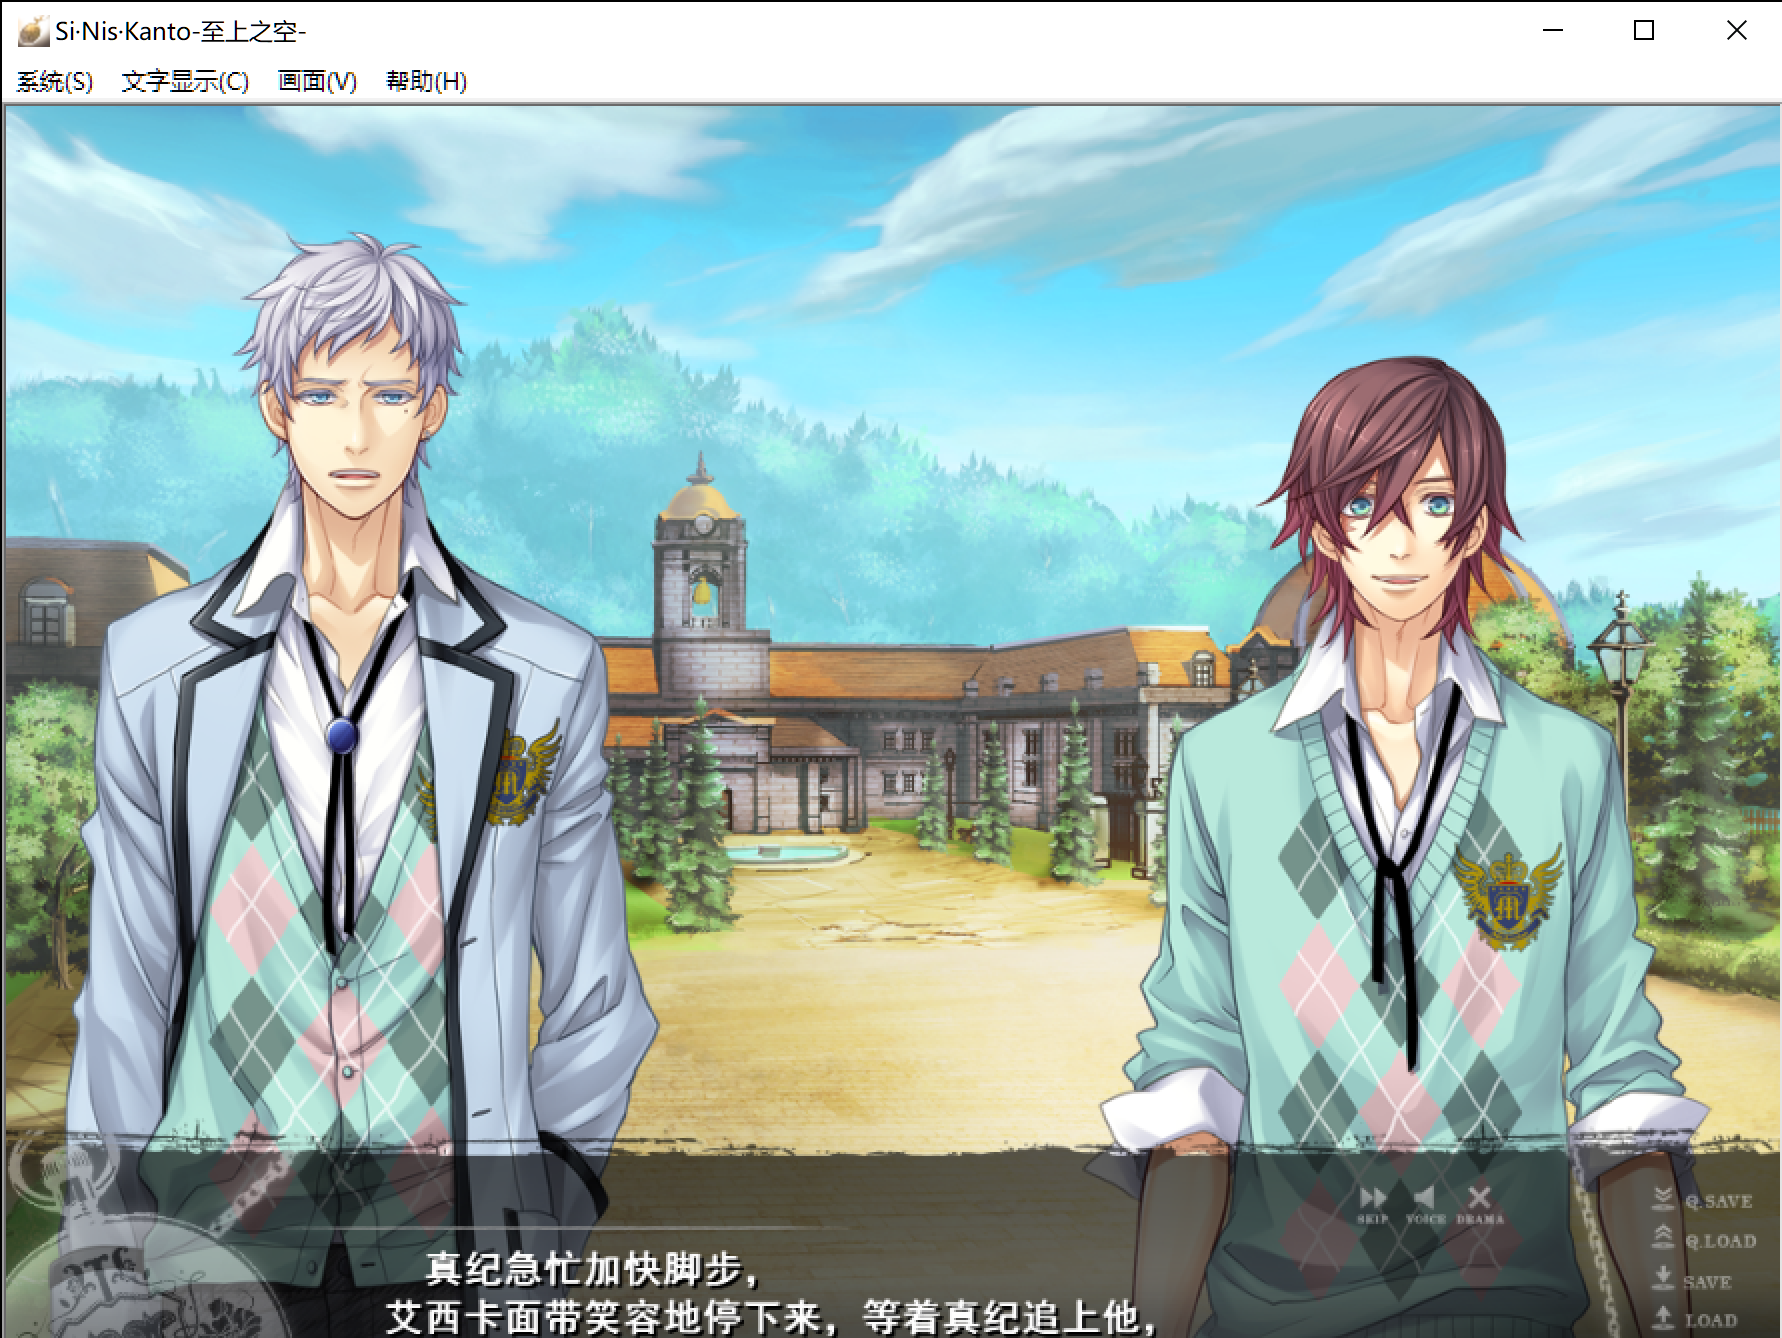 Si·Nis·Kanto-至上之空-
系统(S) 文字显示(C) 画面(V) 帮助(H)
SKIP VOICE DRAMA
Q.SAVE
Q.LOAD
SAVE
LOAD
真纪急忙加快脚步，
艾西卡面带笑容地停下来，等着真纪追上他，